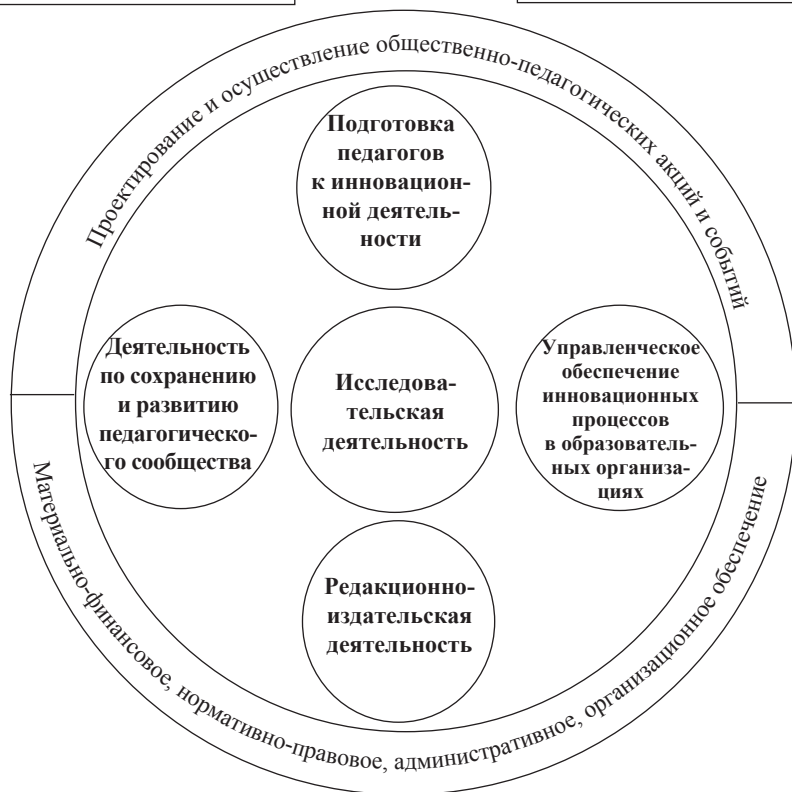 Проектирование и осуществление общественно-педагогических акций и событий
Подготовка
педагогов
к инновацион-
ной деятель-
ности
Деятельность
по сохранению
и развитию
педагогическо-
го сообщества
Исследова-
тельская
деятельность
Управленческое
обеспечение
инновационных
процессов
в образователь-
ных организа-
циях
Редакционно-
издательская
деятельность
Материально-финансовое, нормативно-правовое, административное, организационное обеспечение